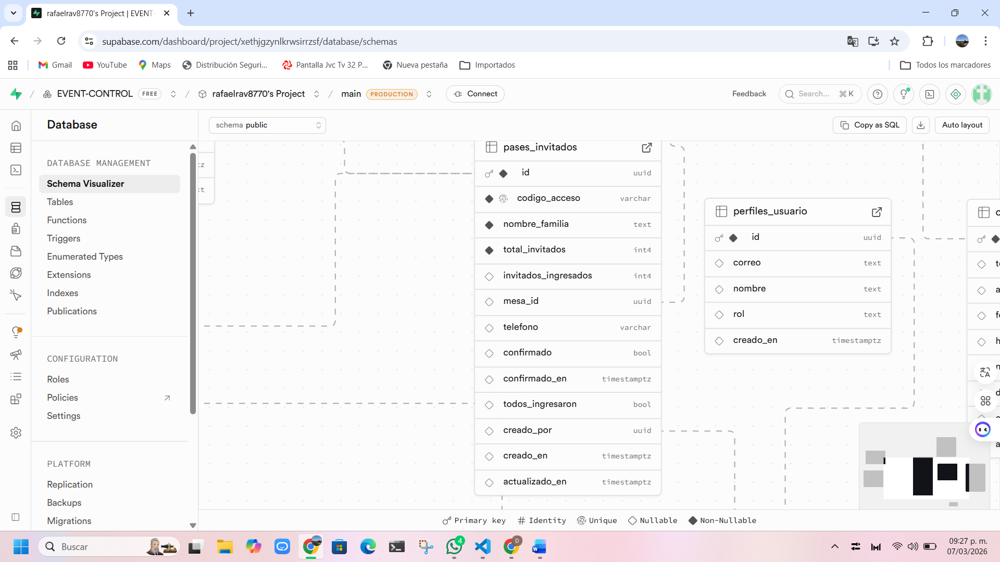 rafaelrav8770's Project | EVENT-
supabase.com/dashboard/project/xethjgzynlkrwsirrzsf/database/schemas
Gmail
YouTube
Maps
Distribución Seguri...
Pantalla Jvc Tv 32 P...
Nueva pestaña
Importados
Todos los marcadores
EVENT-CONTROL FREE / rafaelrav8770's Project / main PRODUCTION
Connect
Feedback
Search... ⌘ K
Database
schema public
Copy as SQL
Auto layout
DATABASE MANAGEMENT
Schema Visualizer
Tables
Functions
Triggers
Enumerated Types
Extensions
Indexes
Publications
CONFIGURATION
Roles
Policies
Settings
PLATFORM
Replication
Backups
Migrations
pases_invitados
id uuid
codigo_acceso varchar
nombre_familia text
total_invitados int4
invitados_ingresados int4
mesa_id uuid
telefono varchar
confirmado bool
confirmado_en timestamptz
todos_ingresaron bool
creado_por uuid
creado_en timestamptz
actualizado_en timestamptz
perfiles_usuario
id uuid
correo text
nombre text
rol text
creado_en timestamptz
Primary key
Identity
Unique
Nullable
Non-Nullable
Buscar
4
D
09:27 p. m.
07/03/2026